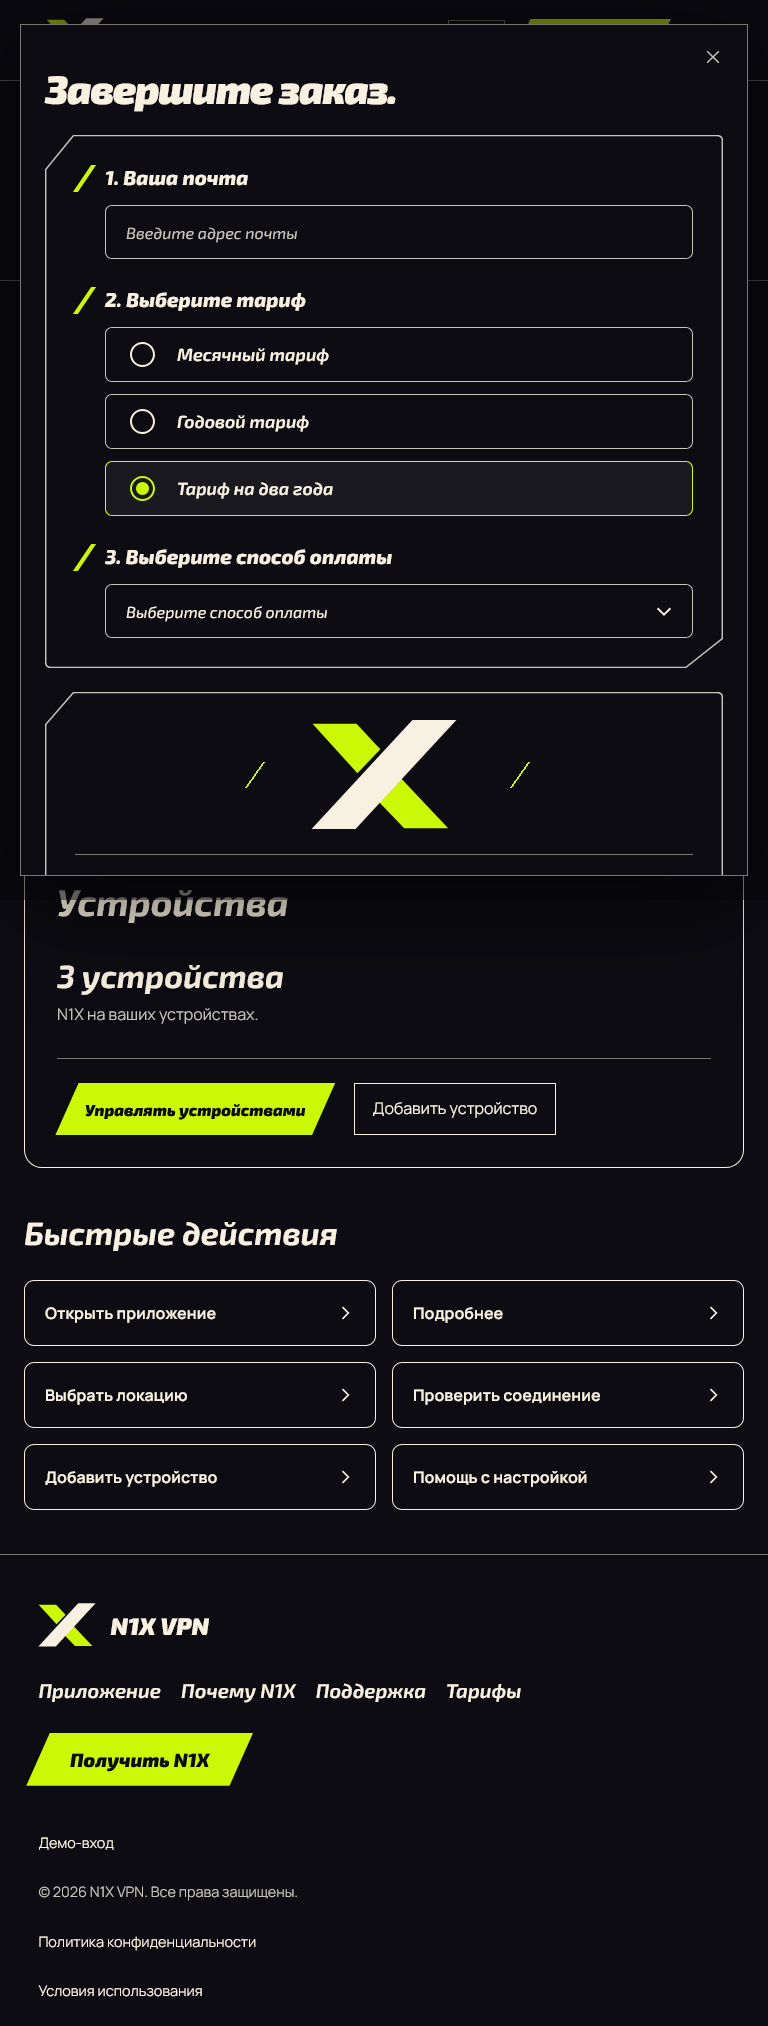 Завершите заказ.
1. Ваша почта
Введите адрес почты
2. Выберите тариф
Месячный тариф
Годовой тариф
Тариф на два года
3. Выберите способ оплаты
Выберите способ оплаты
Устройства
3 устройства
N1X на ваших устройствах.
Управлять устройствами
Добавить устройство
Быстрые действия
Открыть приложение
Подробнее
Выбрать локацию
Проверить соединение
Добавить устройство
Помощь с настройкой
N1X VPN
Приложение Почему N1X Поддержка Тарифы
Получить N1X
Демо-вход
© 2026 N1X VPN. Все права защищены.
Политика конфиденциальности
Условия использования